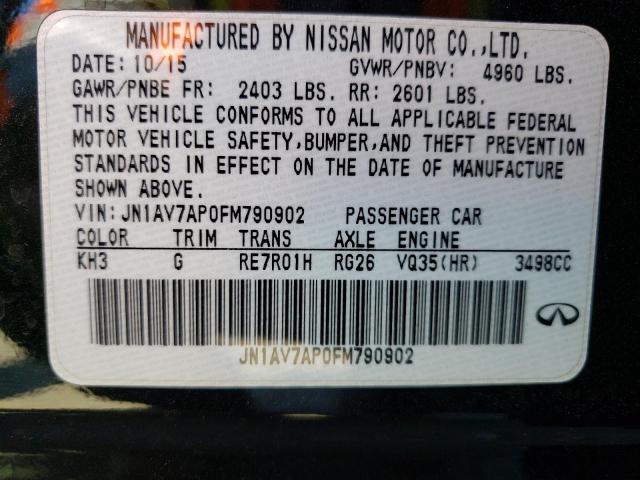 MANUFACTURED BY NISSAN MOTOR CO.,LTD.
DATE: 10/15 GVWR/PNBV: 4960 LBS.
GAWR/PNBE FR: 2403 LBS. RR: 2601 LBS.
THIS VEHICLE CONFORMS TO ALL APPLICABLE FEDERAL
MOTOR VEHICLE SAFETY,BUMPER,AND THEFT PREVENTION
STANDARDS IN EFFECT ON THE DATE OF MANUFACTURE
SHOWN ABOVE.
VIN:JN1AV7AP0FM790902 PASSENGER CAR
COLOR TRIM TRANS AXLE ENGINE
KH3 G RE7R01H RG26 VQ35(HR) 3498CC
JN1AV7AP0FM790902